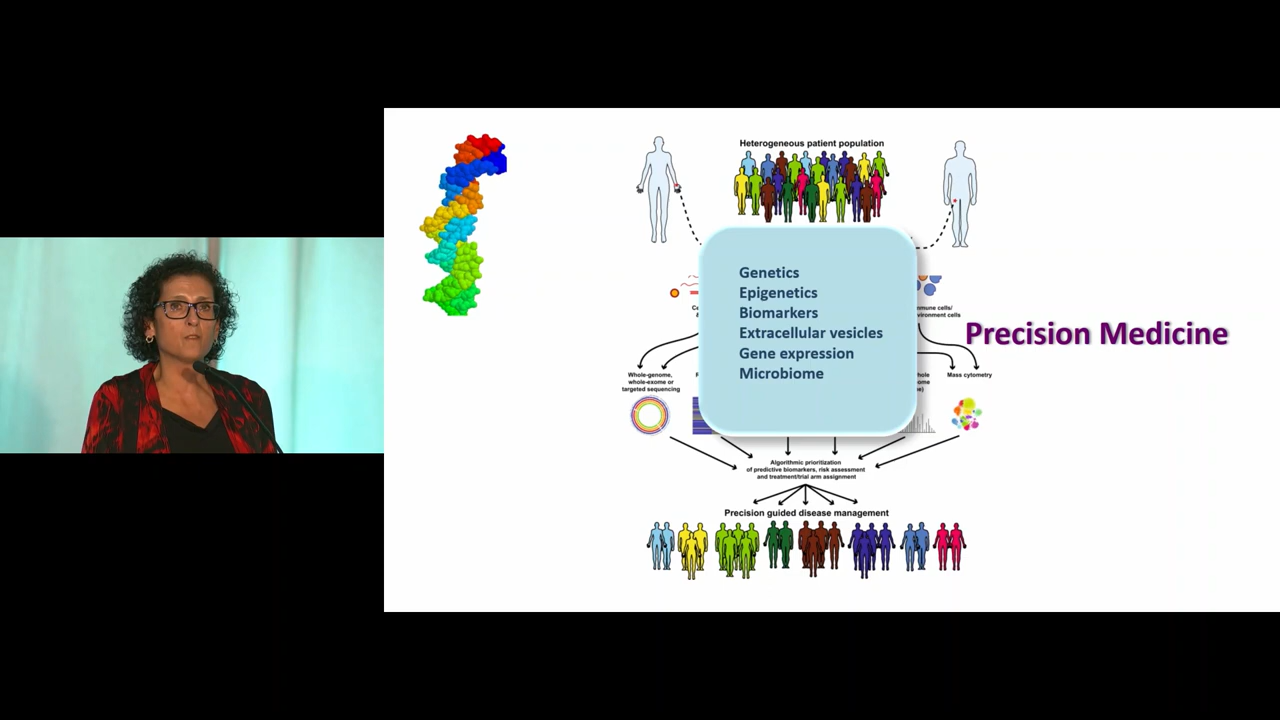 Heterogeneous patient population
Genetics
Epigenetics
Biomarkers
Extracellular vesicles
Gene expression
Microbiome
Precision Medicine
Whole-genome,
whole-exome or
targeted sequencing
Mass cytometry
Algorithmic prioritization
of predictive biomarkers, risk assessment
and treatment/trial arm assignment
Precision guided disease management